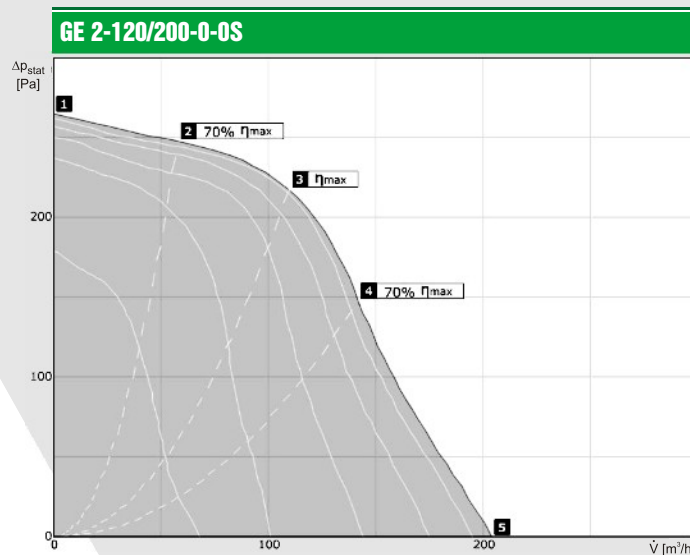 GE 2-120/200-0-0S
Δpstat
[Pa]
1
2 70% ηmax
3 ηmax
200
4 70% ηmax
100
5
0
0 100 200 V̇ [m³/h